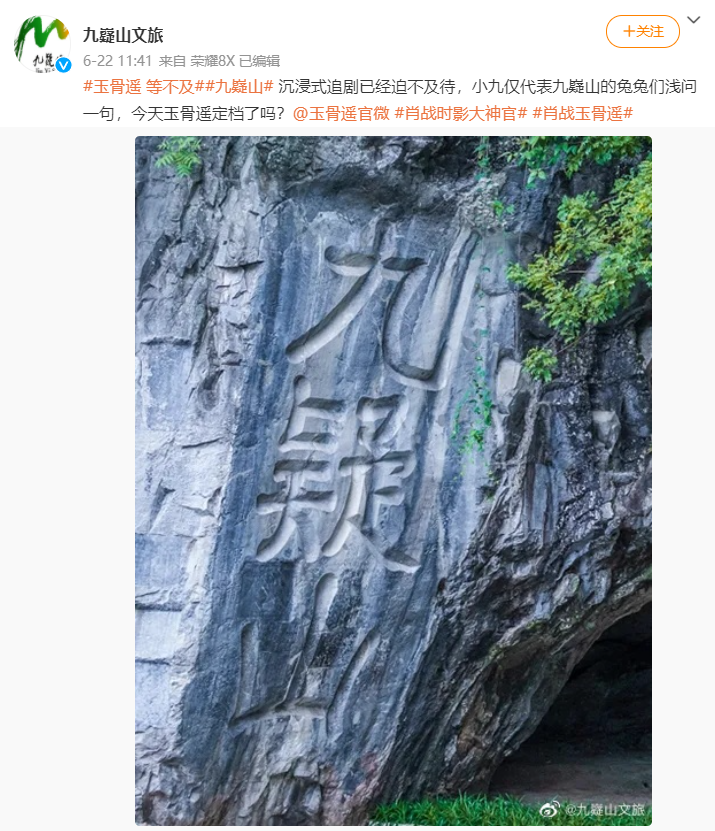 九嶷山文旅
+关注
6-22 11:41 来自 荣耀8X 已编辑
#玉骨遥 等不及##九嶷山# 沉浸式追剧已经迫不及待，小九仅代表九嶷山的兔兔们浅问
一句，今天玉骨遥定档了吗？@玉骨遥官微 #肖战时影大神官# #肖战玉骨遥#
九
疑
山
@九嶷山文旅